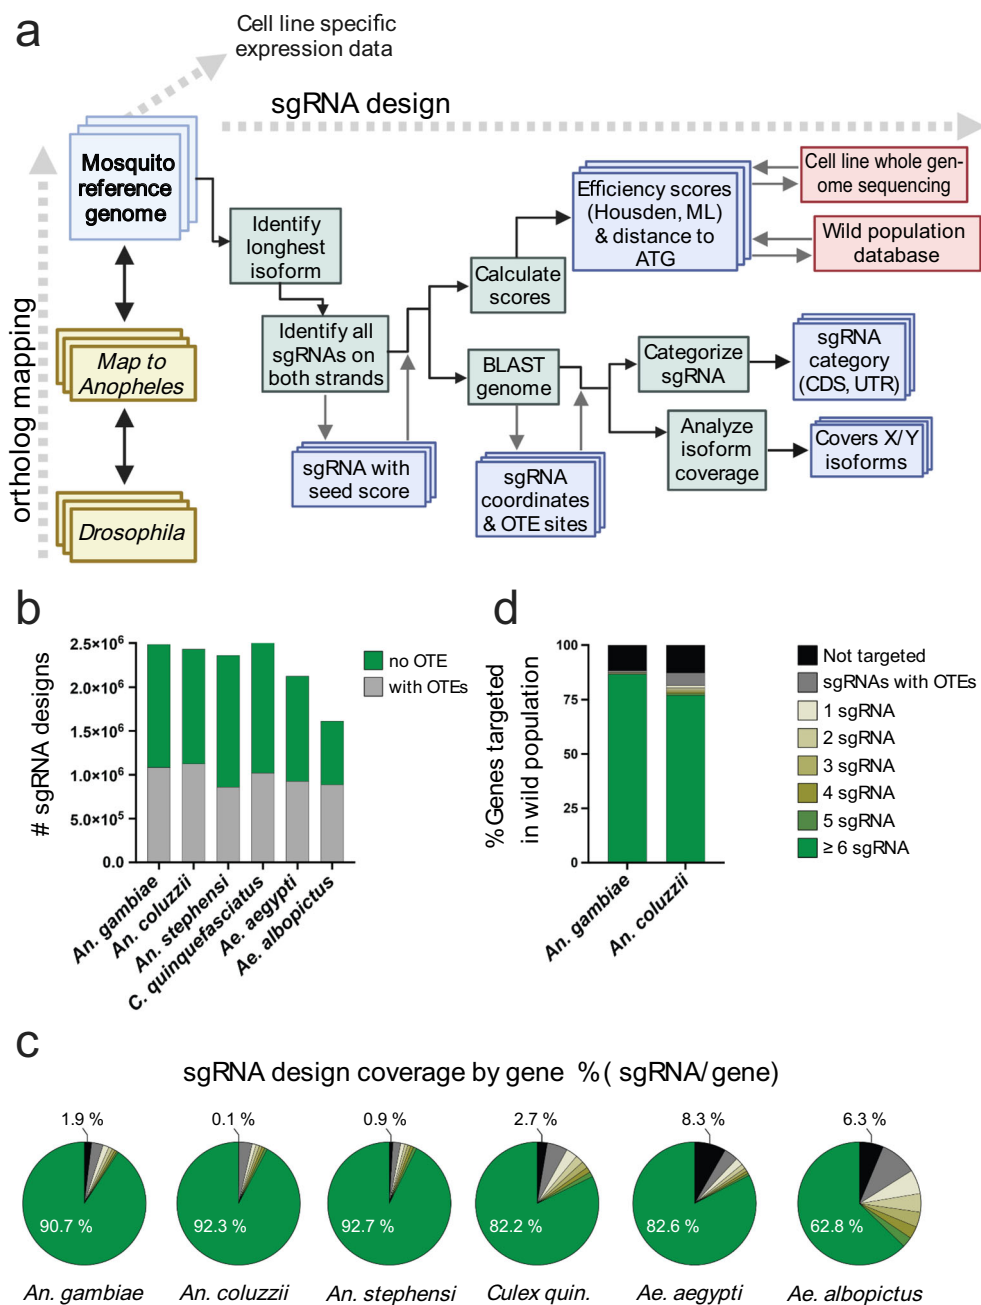 a
Cell line specific
expression data
sgRNA design
ortholog mapping
Mosquito
reference
genome
Map to
Anopheles
Drosophila
Identify
longhest
isoform
Identify all
sgRNAs on
both strands
sgRNA with
seed score
Calculate
scores
BLAST
genome
sgRNA
coordinates
& OTE sites
Efficiency scores
(Housden, ML)
& distance to
ATG
Cell line whole gen-
ome sequencing
Wild population
database
Categorize
sgRNA
sgRNA
category
(CDS, UTR)
Analyze
isoform
coverage
Covers X/Y
isoforms
b
# sgRNA designs
2.5×10⁶
2.0×10⁶
1.5×10⁶
1.0×10⁶
5.0×10⁵
0.0
An. gambiae
An. coluzzii
An. stephensi
C. quinquefasciatus
Ae. aegypti
Ae. albopictus
no OTE
with OTEs
d
%Genes targeted
in wild population
100
75
50
25
0
An. gambiae
An. coluzzii
Not targeted
sgRNAs with OTEs
1 sgRNA
2 sgRNA
3 sgRNA
4 sgRNA
5 sgRNA
≥ 6 sgRNA
c
sgRNA design coverage by gene %( sgRNA/gene)
1.9 %
0.1 %
0.9 %
2.7 %
8.3 %
6.3 %
90.7 %
92.3 %
92.7 %
82.2 %
82.6 %
62.8 %
An. gambiae
An. coluzzii
An. stephensi
Culex quin.
Ae. aegypti
Ae. albopictus